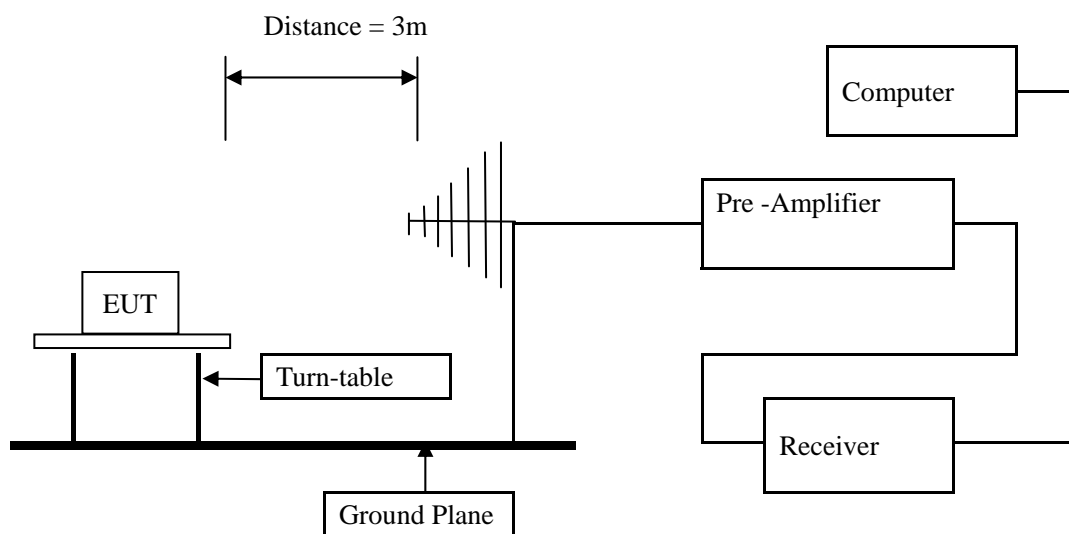 Distance = 3m
Computer
Pre -Amplifier
EUT
Turn-table
Receiver
Ground Plane